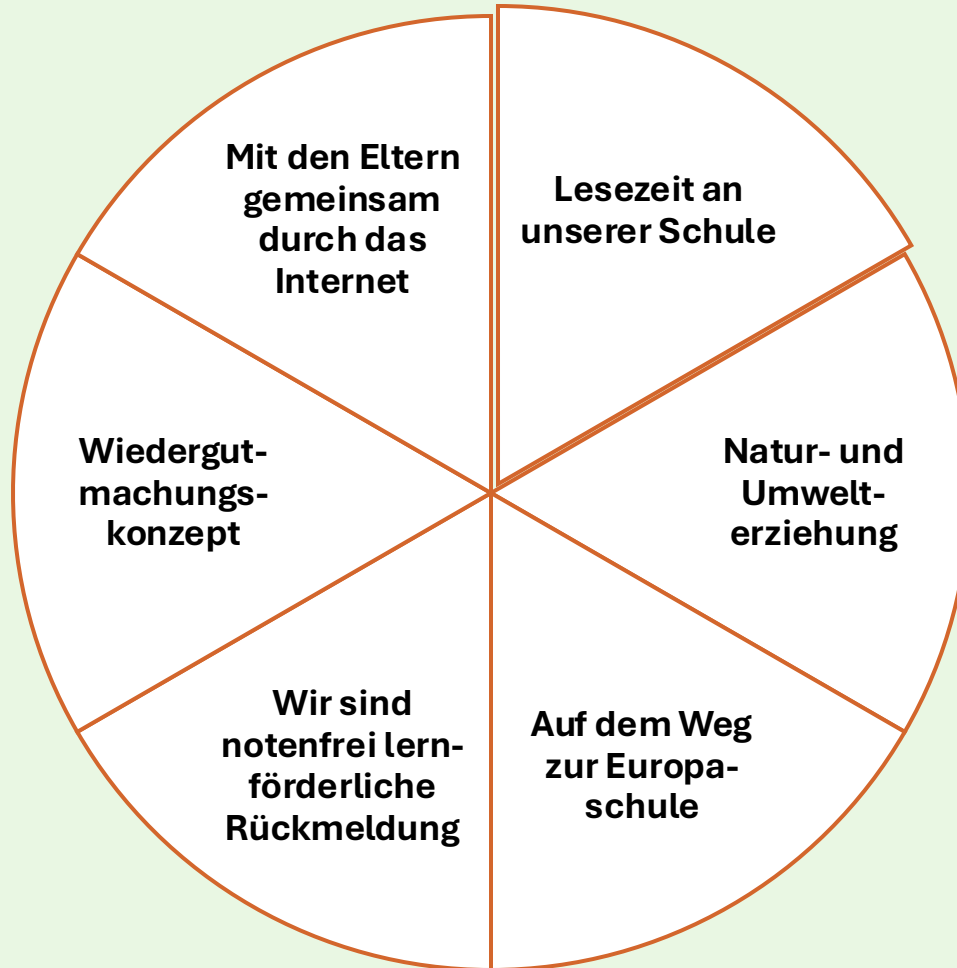 Mit den Eltern
gemeinsam
durch das
Internet
Lesezeit an
unserer Schule
Wiedergut-
machungs-
konzept
Natur- und
Umwelt-
erziehung
Wir sind
notenfrei lern-
förderliche
Rückmeldung
Auf dem Weg
zur Europa-
schule